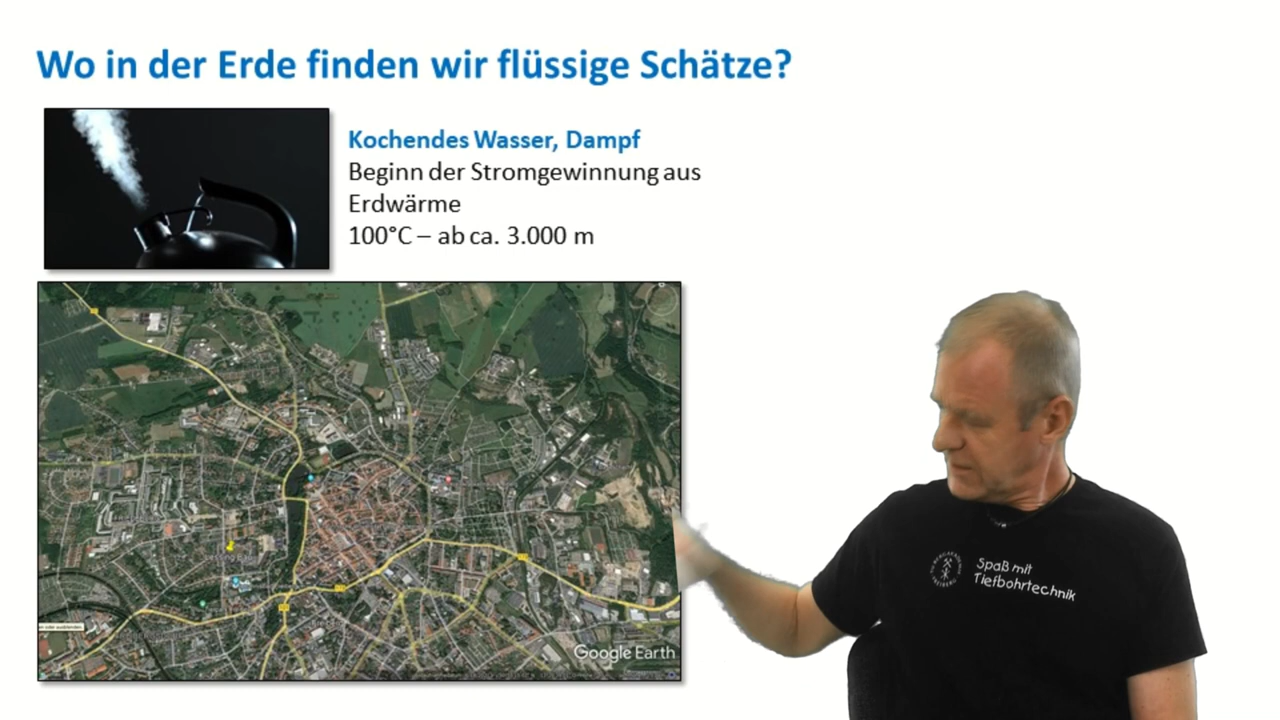 Wo in der Erde finden wir flüssige Schätze?
Kochendes Wasser, Dampf
Beginn der Stromgewinnung aus
Erdwärme
100°C – ab ca. 3.000 m
Spaß mit
Tiefbohrtechnik
Google Earth